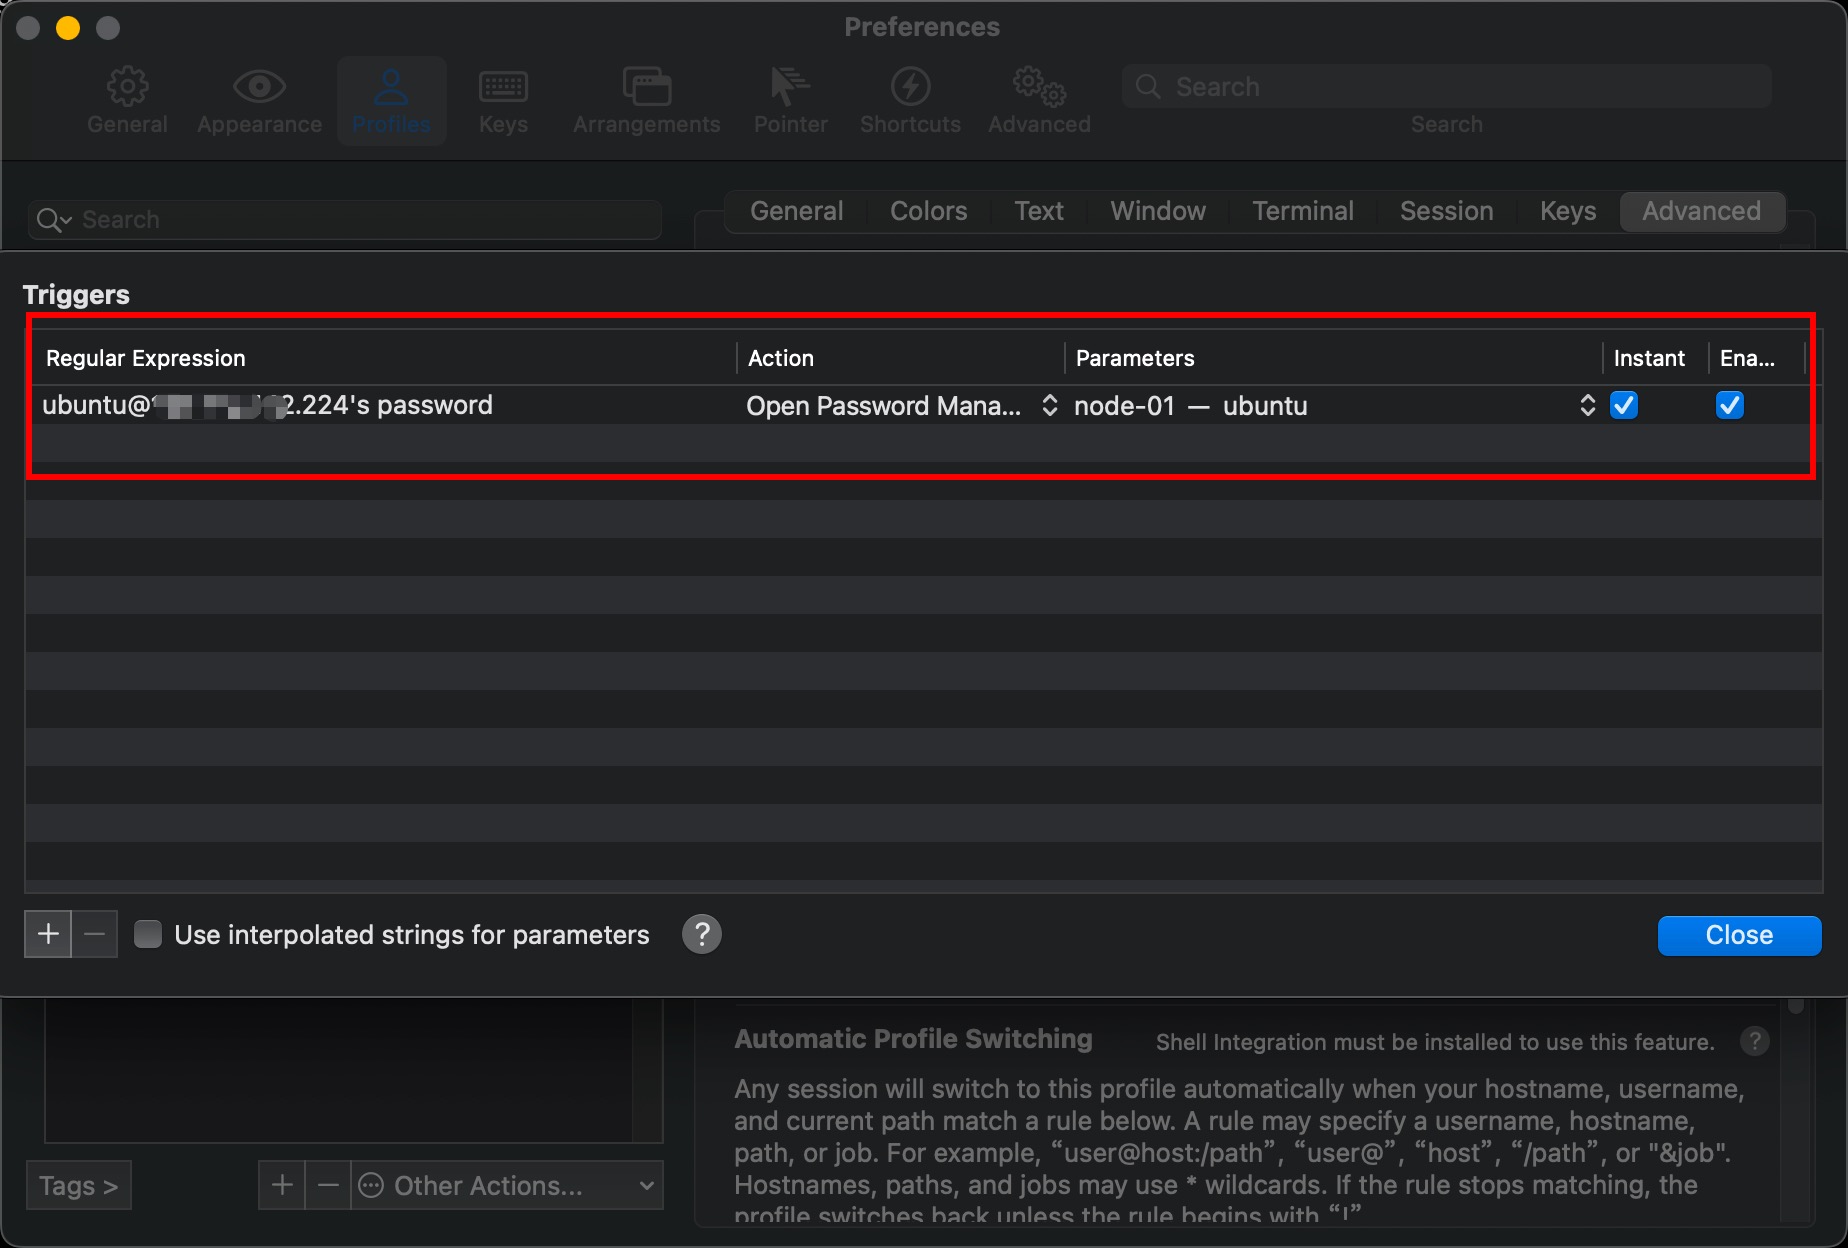 Preferences
General Appearance Profiles Keys Arrangements Pointer Shortcuts Advanced Search
Search
Search
General Colors Text Window Terminal Session Keys Advanced
Triggers
Regular Expression Action Parameters Instant Ena...
ubuntu@ 2.224's password Open Password Mana... node-01 — ubuntu
Use interpolated strings for parameters ?
Close
Automatic Profile Switching Shell Integration must be installed to use this feature. ?
Any session will switch to this profile automatically when your hostname, username,
and current path match a rule below. A rule may specify a username, hostname,
path, or job. For example, “user@host:/path”, “user@”, “host”, “/path”, or "&job".
Hostnames, paths, and jobs may use * wildcards. If the rule stops matching, the
profile switches back unless the rule begins with “!”
Tags > + − Other Actions...